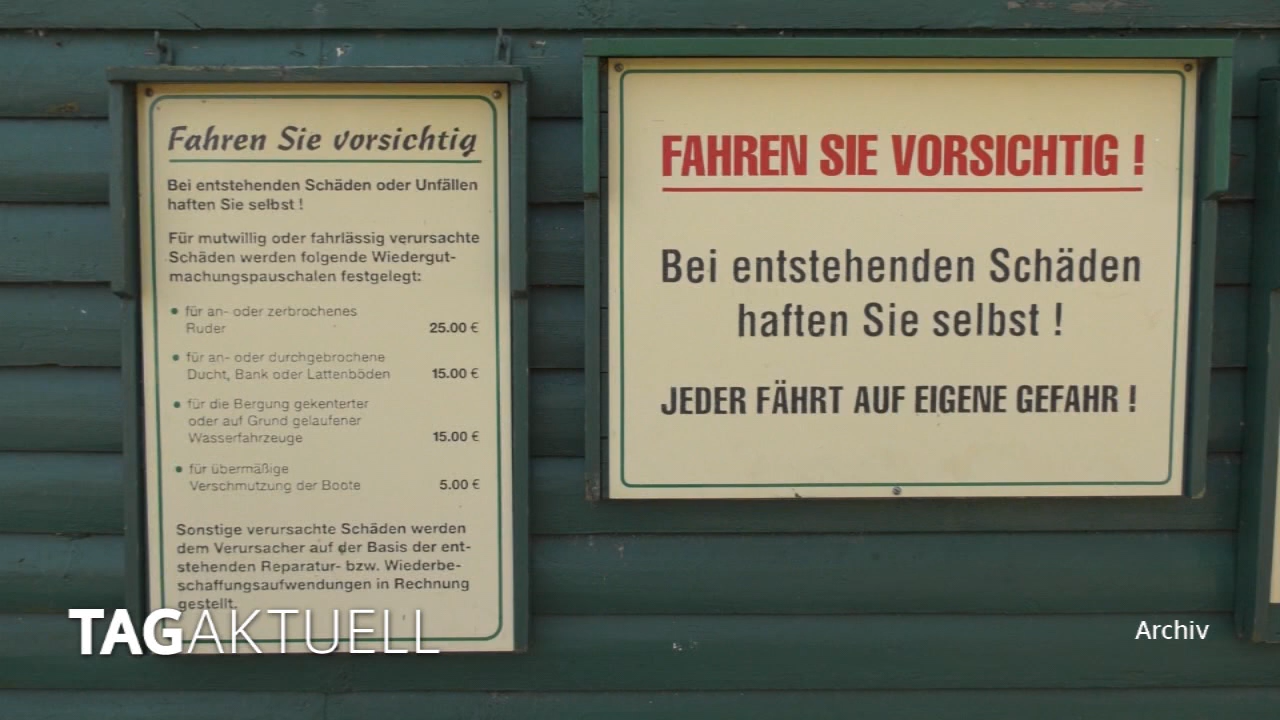 Fahren Sie vorsichtig
Bei entstehenden Schäden oder Unfällen
haften Sie selbst !
Für mutwillig oder fahrlässig verursachte
Schäden werden folgende Wiedergut-
machungspauschalen festgelegt:
• für an- oder zerbrochenes
Ruder 25.00 €
• für an- oder durchgebrochene
Ducht, Bank oder Lattenböden 15.00 €
• für die Bergung gekenterter
oder auf Grund gelaufener
Wasserfahrzeuge 15.00 €
• für übermäßige
Verschmutzung der Boote 5.00 €
Sonstige verursachte Schäden werden
dem Verursacher auf der Basis der ent-
stehenden Reparatur- bzw. Wiederbe-
schaffungsaufwendungen in Rechnung
gestellt.
FAHREN SIE VORSICHTIG !
Bei entstehenden Schäden
haften Sie selbst !
JEDER FÄHRT AUF EIGENE GEFAHR !
TAGAKTUELL
Archiv